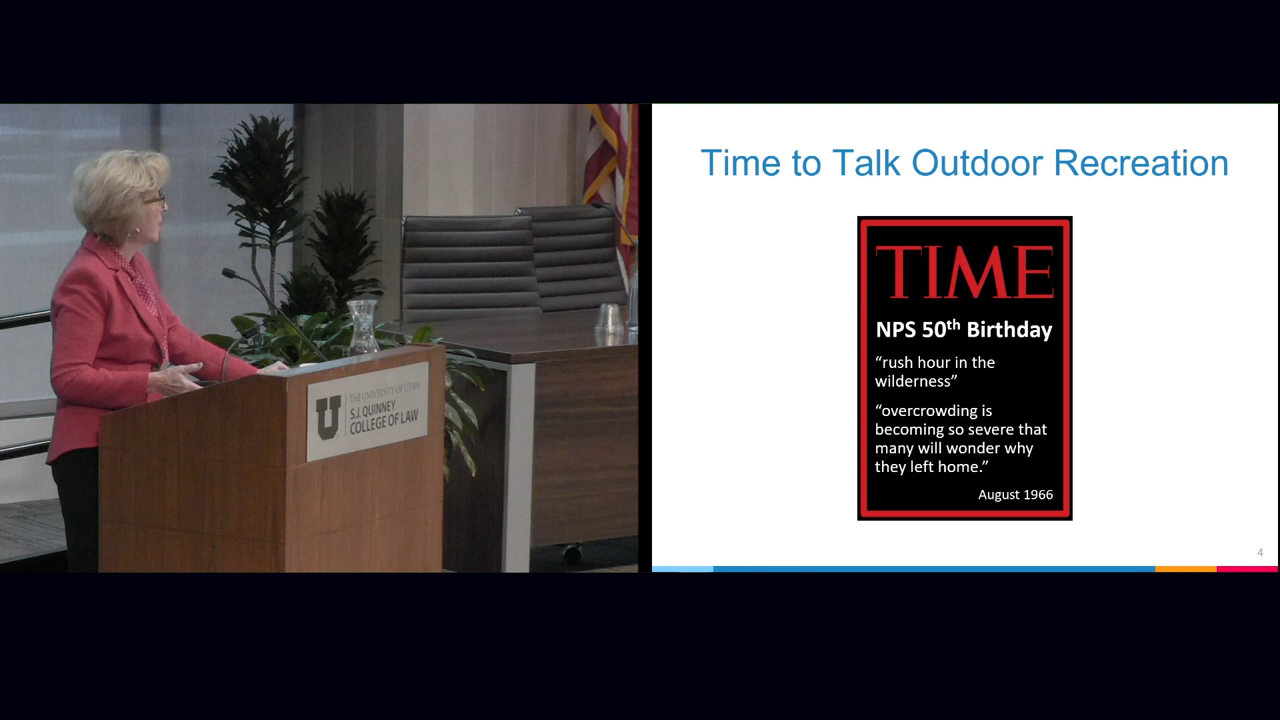 THE UNIVERSITY OF UTAH
S.J. QUINNEY
COLLEGE OF LAW
Time to Talk Outdoor Recreation
TIME
NPS 50th Birthday
“rush hour in the
wilderness”
“overcrowding is
becoming so severe that
many will wonder why
they left home.”
August 1966
4